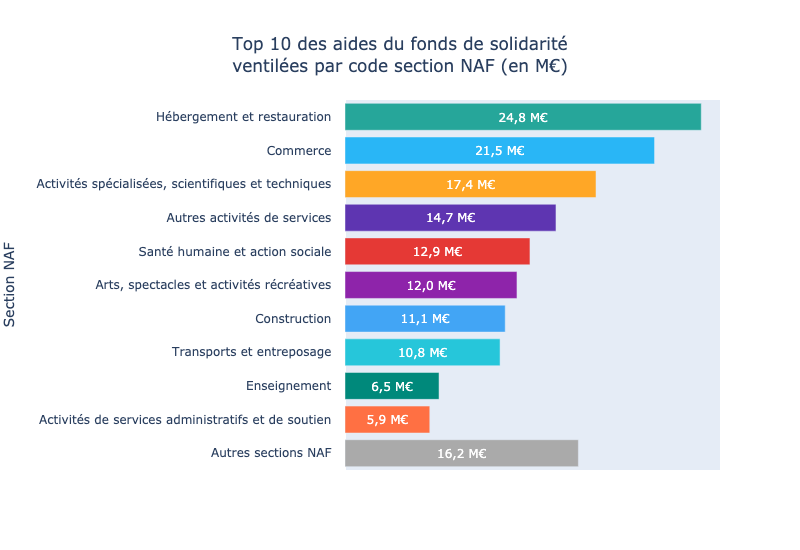 Top 10 des aides du fonds de solidarité
ventilées par code section NAF (en M€)
Section NAF
Hébergement et restauration 24,8 M€
Commerce 21,5 M€
Activités spécialisées, scientifiques et techniques 17,4 M€
Autres activités de services 14,7 M€
Santé humaine et action sociale 12,9 M€
Arts, spectacles et activités récréatives 12,0 M€
Construction 11,1 M€
Transports et entreposage 10,8 M€
Enseignement 6,5 M€
Activités de services administratifs et de soutien 5,9 M€
Autres sections NAF 16,2 M€